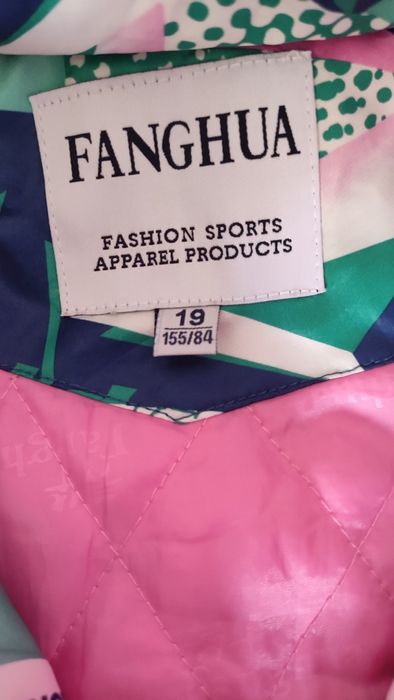 FANGHUA
FASHION SPORTS
APPAREL PRODUCTS
19
155/84